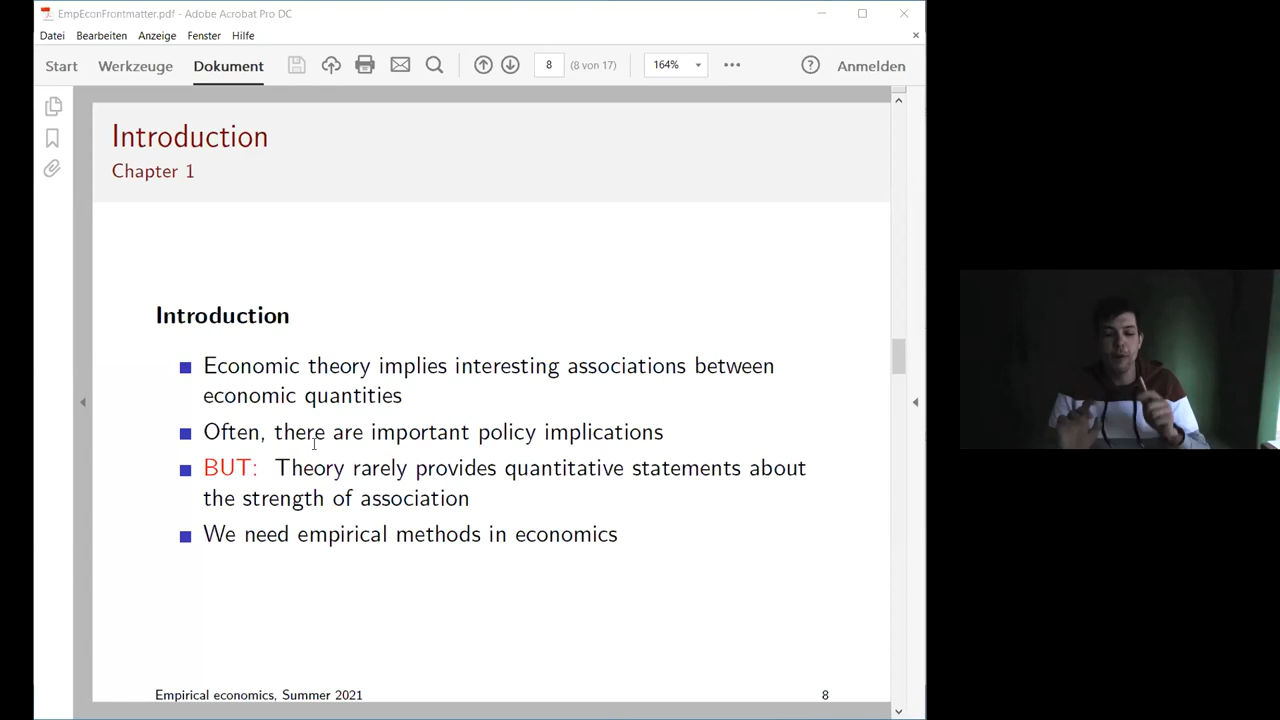 EmpEconFrontmatter.pdf - Adobe Acrobat Pro DC
Datei Bearbeiten Anzeige Fenster Hilfe
Start Werkzeuge Dokument 8 (8 von 17) 164% Anmelden
Introduction
Chapter 1
Introduction
Economic theory implies interesting associations between
economic quantities
Often, there are important policy implications
BUT: Theory rarely provides quantitative statements about
the strength of association
We need empirical methods in economics
Empirical economics, Summer 2021 8